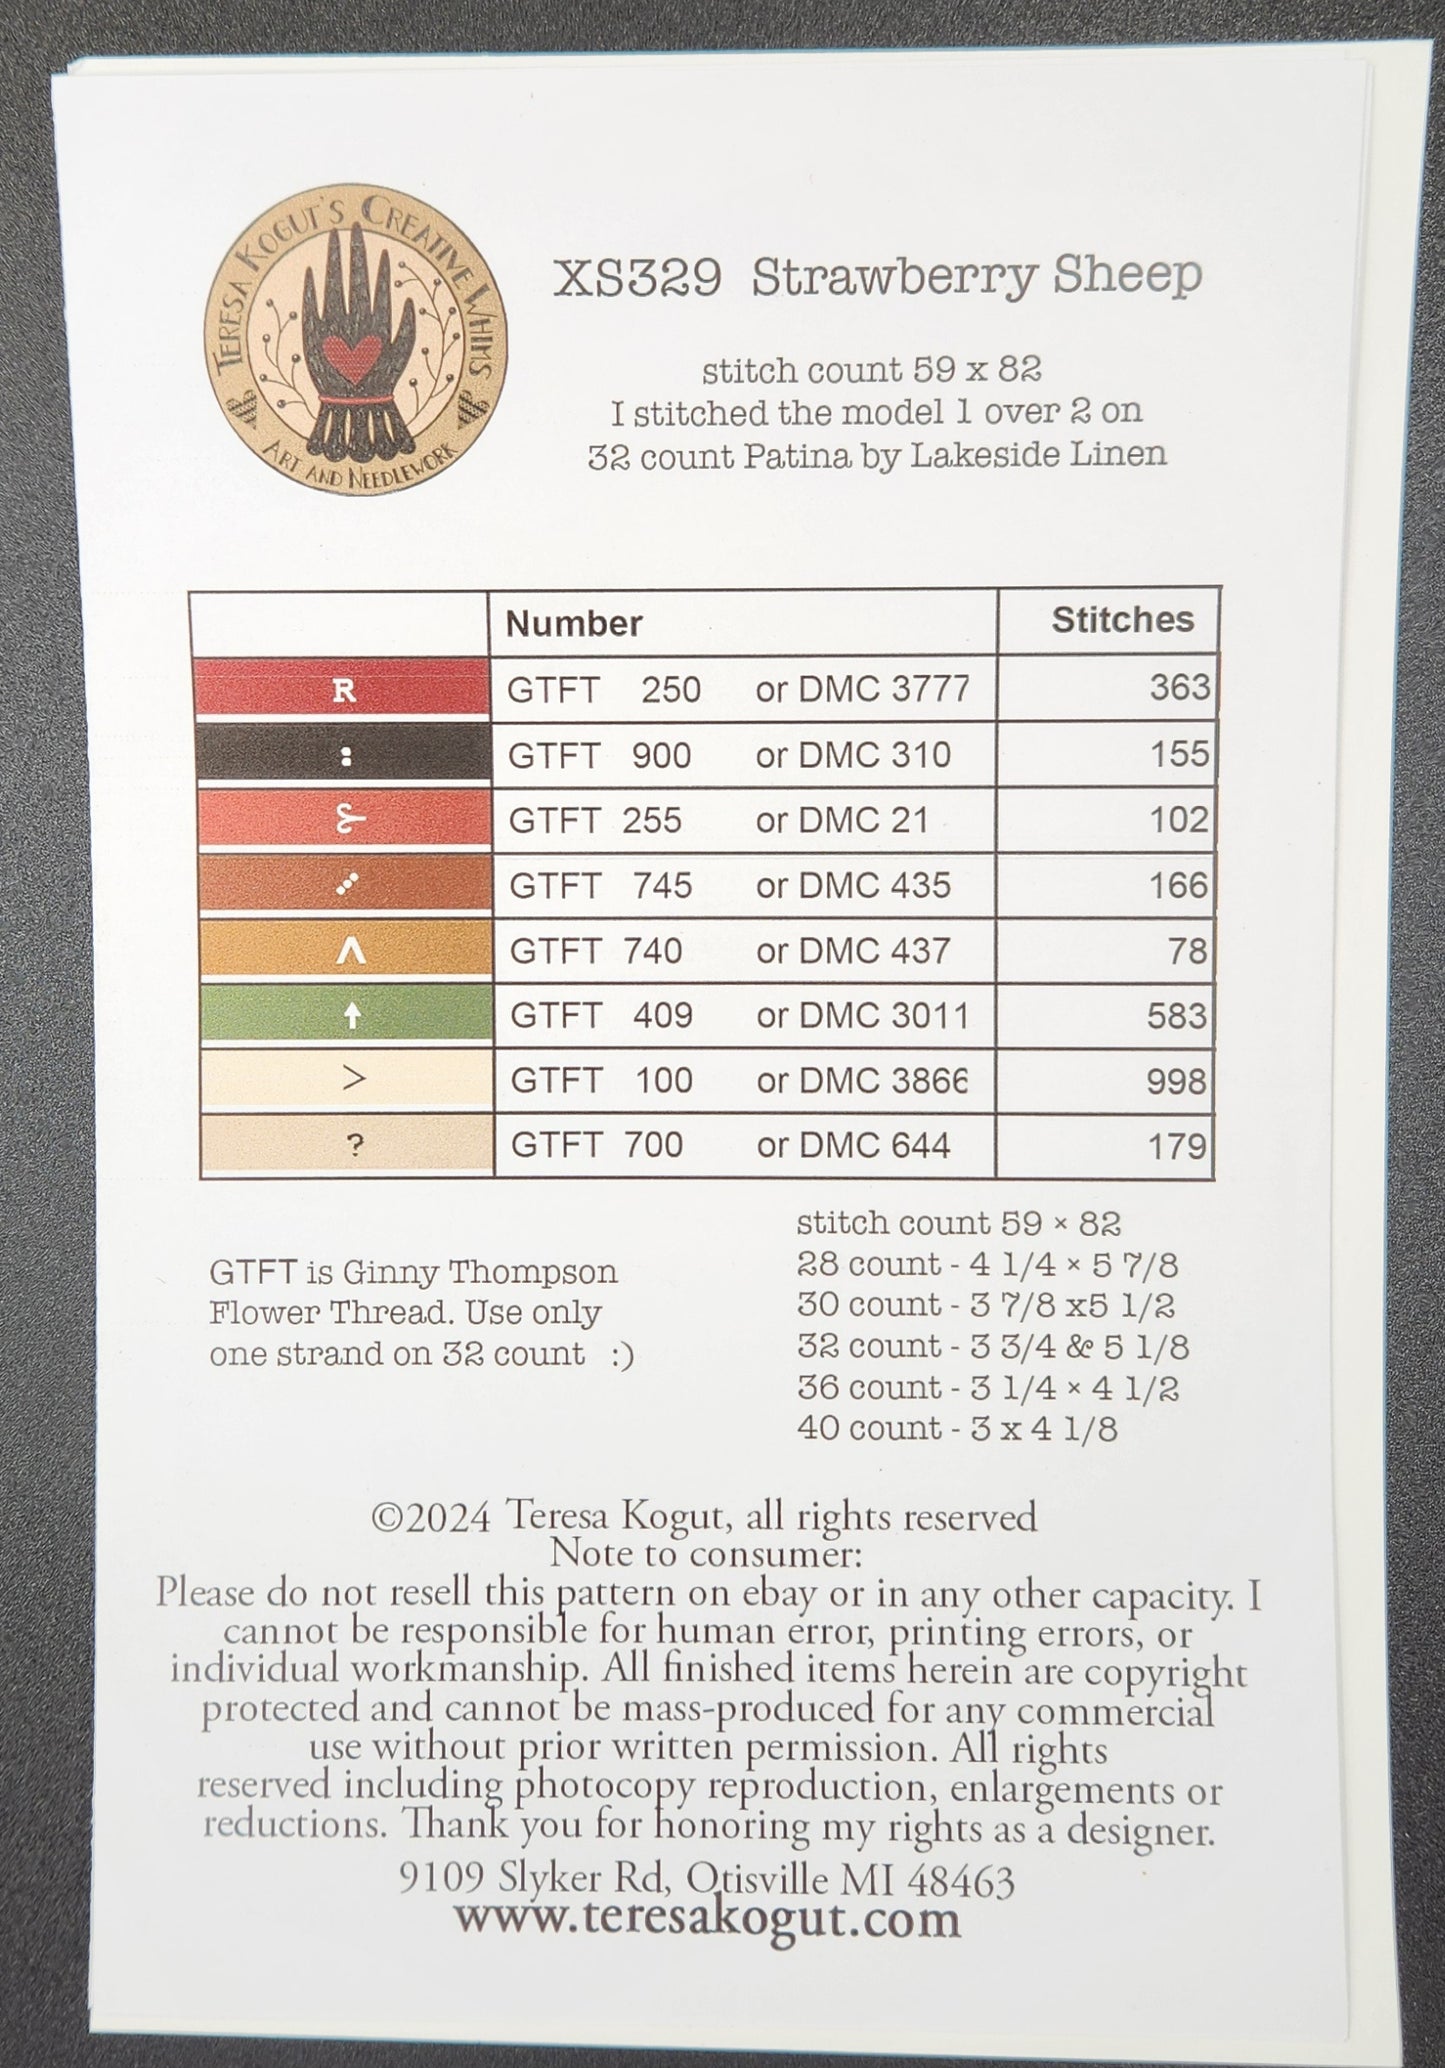 TERESA KOGUT'S CREATIVE WHIMS
ART AND NEEDLEWORK
XS329 Strawberry Sheep
stitch count 59 x 82
I stitched the model 1 over 2 on
32 count Patina by Lakeside Linen
Number Stitches
R GTFT 250 or DMC 3777 363
: GTFT 900 or DMC 310 155
GTFT 255 or DMC 21 102
GTFT 745 or DMC 435 166
^ GTFT 740 or DMC 437 78
↑ GTFT 409 or DMC 3011 583
> GTFT 100 or DMC 3866 998
? GTFT 700 or DMC 644 179
GTFT is Ginny Thompson
Flower Thread. Use only
one strand on 32 count :)
stitch count 59 × 82
28 count - 4 1/4 × 5 7/8
30 count - 3 7/8 x5 1/2
32 count - 3 3/4 & 5 1/8
36 count - 3 1/4 × 4 1/2
40 count - 3 x 4 1/8
©2024 Teresa Kogut, all rights reserved
Note to consumer:
Please do not resell this pattern on ebay or in any other capacity. I
cannot be responsible for human error, printing errors, or
individual workmanship. All finished items herein are copyright
protected and cannot be mass-produced for any commercial
use without prior written permission. All rights
reserved including photocopy reproduction, enlargements or
reductions. Thank you for honoring my rights as a designer.
9109 Slyker Rd, Otisville MI 48463
www.teresakogut.com